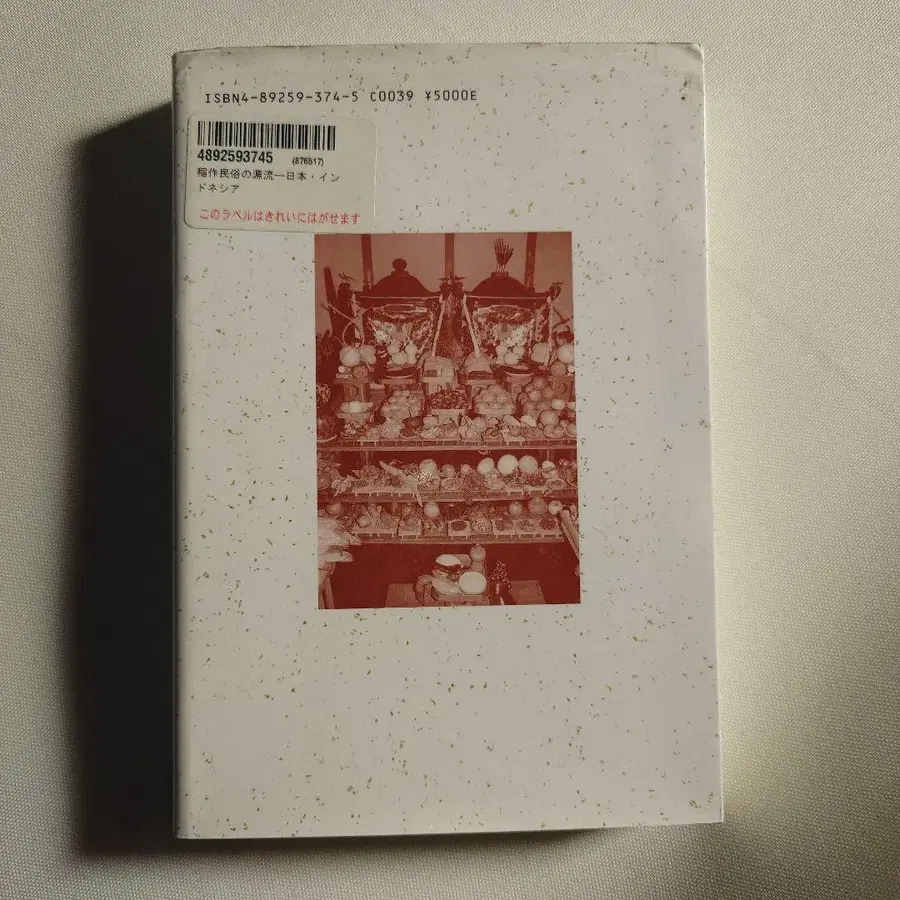 ISBN4-89259-374-5 C0039 ¥5000E
4892593745 (876517)
稲作民俗の源流―日本・イン
ドネシア
このラベルはきれいにはがせます